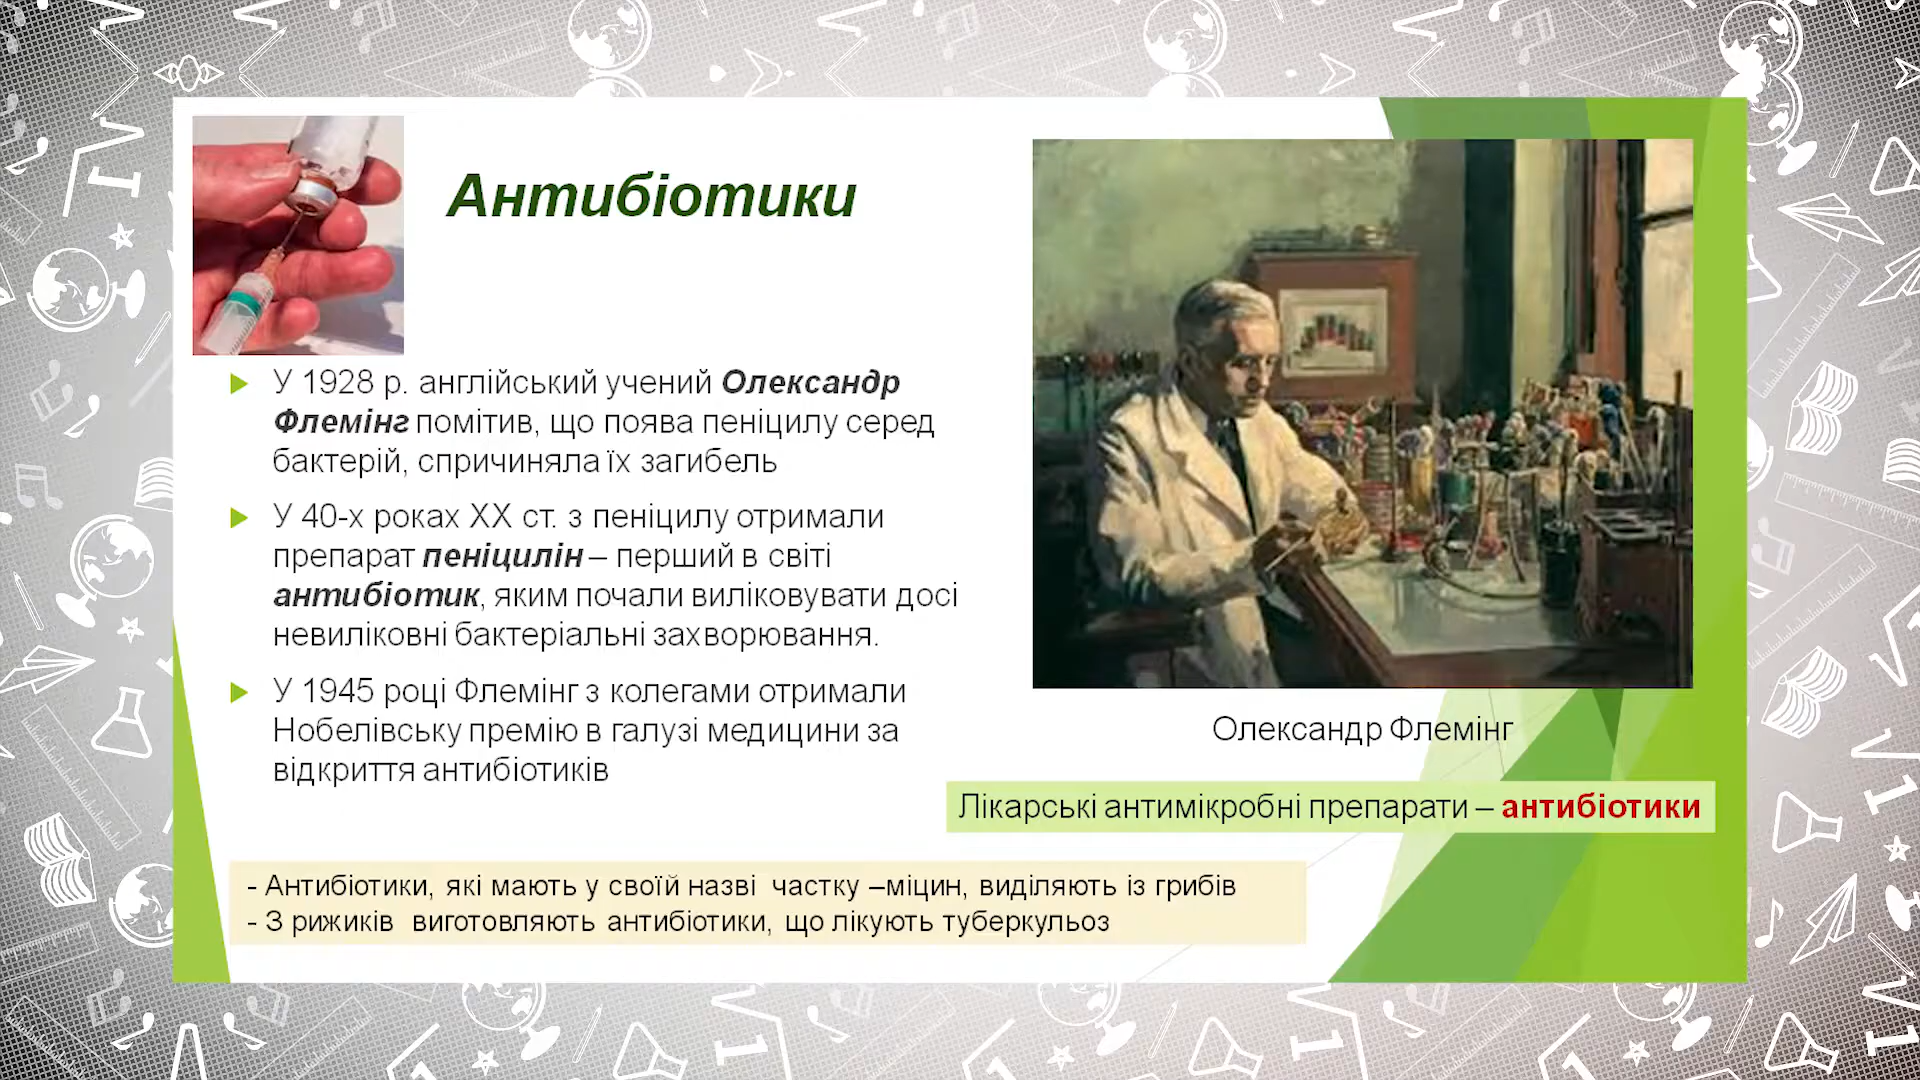 Антибіотики
У 1928 р. англійський учений Олександр
Флемінг помітив, що поява пеніцилу серед
бактерій, спричиняла їх загибель
У 40-х роках ХХ ст. з пеніцилу отримали
препарат пеніцилін – перший в світі
антибіотик, яким почали виліковувати досі
невиліковні бактеріальні захворювання.
У 1945 році Флемінг з колегами отримали
Нобелівську премію в галузі медицини за
відкриття антибіотиків
Олександр Флемінг
Лікарські антимікробні препарати – антибіотики
- Антибіотики, які мають у своїй назві частку –міцин, виділяють із грибів
- З рижиків виготовляють антибіотики, що лікують туберкульоз